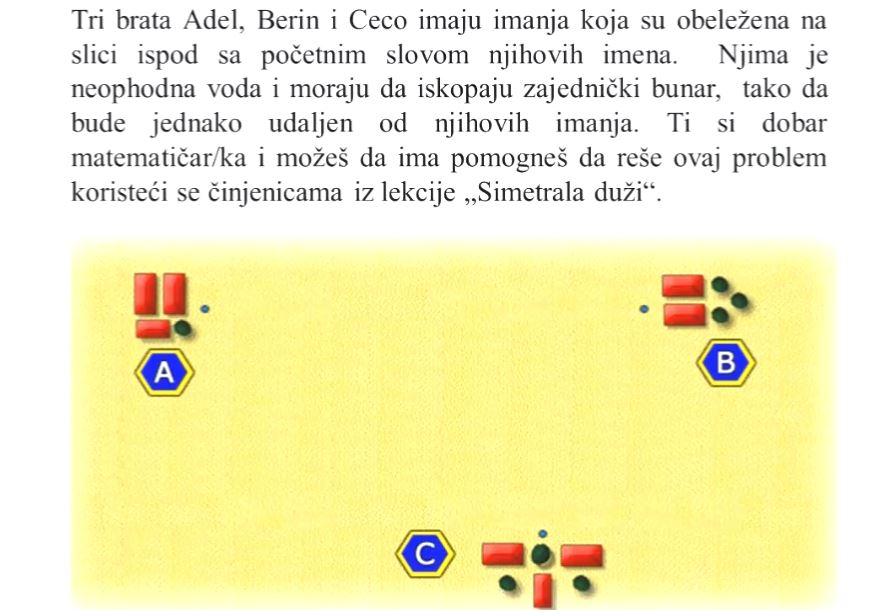 Tri brata Adel, Berin i Ceco imaju imanja koja su obeležena na
slici ispod sa početnim slovom njihovih imena. Njima je
neophodna voda i moraju da iskopaju zajednički bunar, tako da
bude jednako udaljen od njihovih imanja. Ti si dobar
matematičar/ka i možeš da ima pomogneš da reše ovaj problem
koristeći se činjenicama iz lekcije „Simetrala duži“.
A
B
C